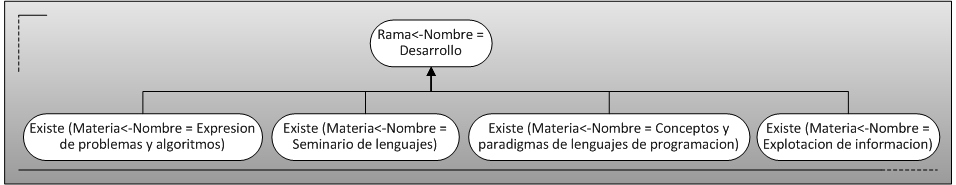 Rama<-Nombre =
Desarrollo
Existe (Materia<-Nombre = Expresion
de problemas y algoritmos)
Existe (Materia<-Nombre =
Seminario de lenguajes)
Existe (Materia<-Nombre = Conceptos y
paradigmas de lenguajes de programacion)
Existe (Materia<-Nombre =
Explotacion de informacion)